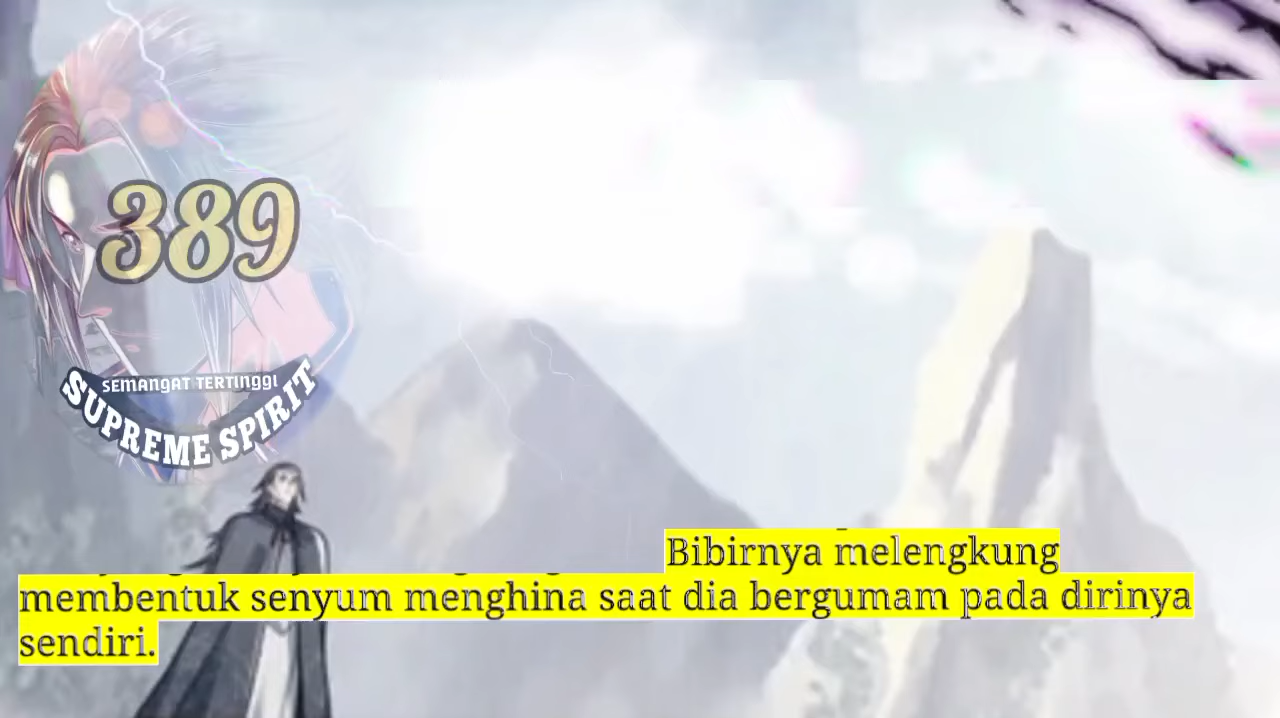 389
SEMANGAT TERTINGGI
SUPREME SPIRIT
Bibirnya melengkung
membentuk senyum menghina saat dia bergumam pada dirinya
sendiri.